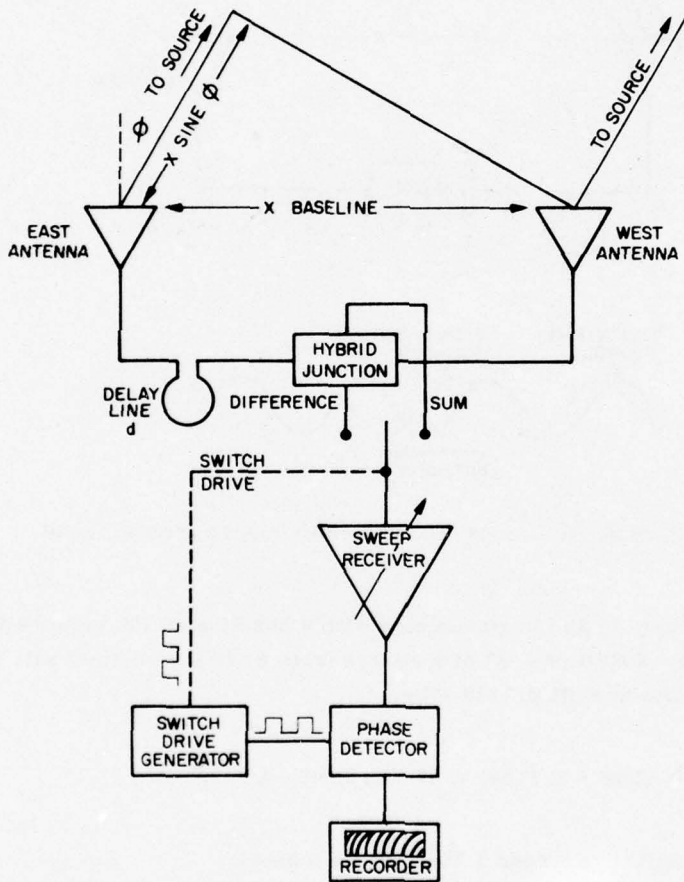 TO SOURCE
φ
X SINE φ
TO SOURCE
X BASELINE
EAST
ANTENNA
WEST
ANTENNA
HYBRID
JUNCTION
DELAY
LINE
d
DIFFERENCE
SUM
SWITCH
DRIVE
SWEEP
RECEIVER
SWITCH
DRIVE
GENERATOR
PHASE
DETECTOR
RECORDER